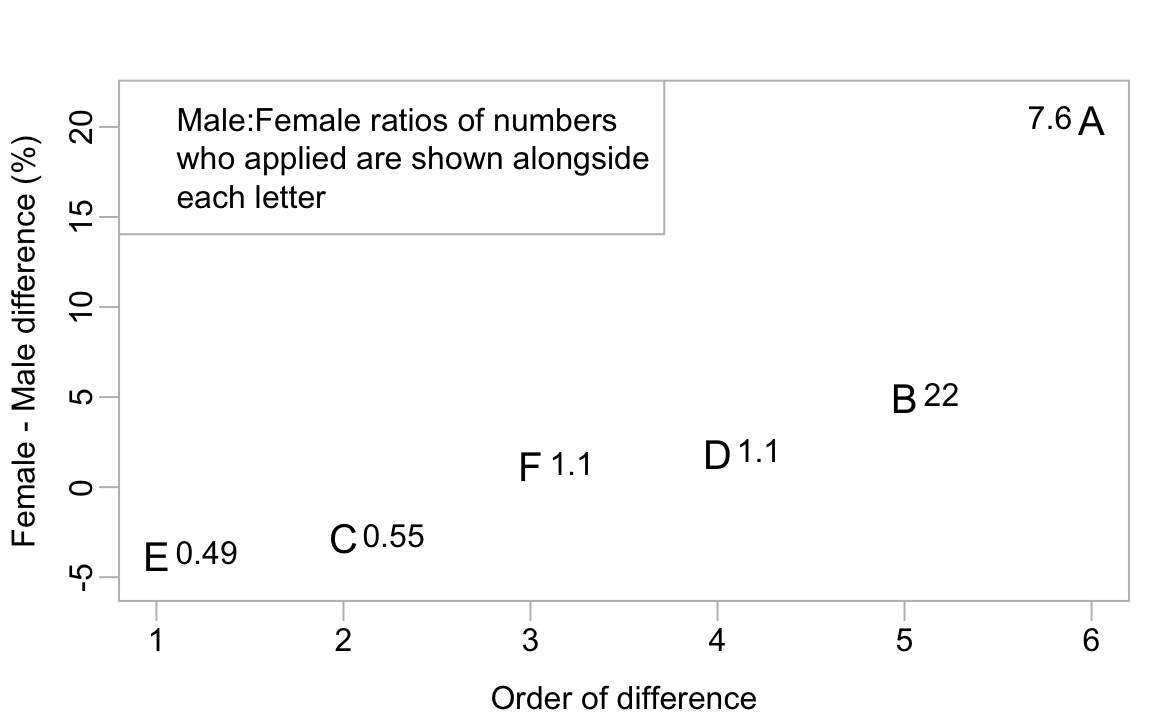 Male:Female ratios of numbers
who applied are shown alongside
each letter
Female - Male difference (%)
20
15
10
5
0
-5
7.6 A
B 22
D 1.1
F 1.1
C 0.55
E 0.49
1 2 3 4 5 6
Order of difference